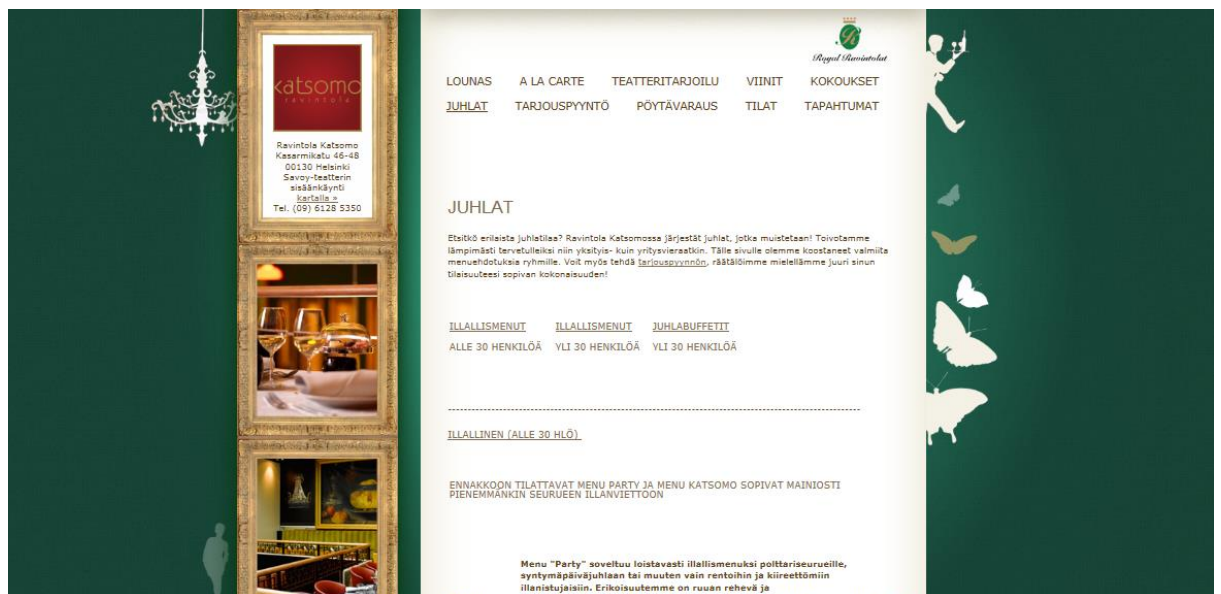 katsomo
ravintola
Ravintola Katsomo
Kasarmikatu 46-48
00130 Helsinki
Savoy-teatterin
sisäänkäynti
kartalla »
Tel. (09) 6128 5350
Royal Ravintolat
LOUNAS A LA CARTE TEATTERITARJOILU VIINIT KOKOUKSET
JUHLAT TARJOUSPYYNTÖ PÖYTÄVARAUS TILAT TAPAHTUMAT
JUHLAT
Etsitkö erilaista juhlatilaa? Ravintola Katsomossa järjestät juhlat, jotka muistetaan! Toivotamme
lämpimästi tervetulleiksi niin yksityis- kuin yritysvieraatkin. Tälle sivulle olemme koostaneet valmiita
menuehdotuksia ryhmille. Voit myös tehdä tarjouspyynnön, räätälöimme mielellämme juuri sinun
tilaisuuteesi sopivan kokonaisuuden!
ILLALLISMENUT ILLALLISMENUT JUHLABUFFETIT
ALLE 30 HENKILÖÄ YLI 30 HENKILÖÄ YLI 30 HENKILÖÄ
ILLALLINEN (ALLE 30 HLÖ)
ENNAKKOON TILATTAVAT MENU PARTY JA MENU KATSOMO SOPIVAT MAINIOSTI
PIENEMMÄNKIN SEURUEEN ILLANVIETTOON
Menu "Party" soveltuu loistavasti illallismenuksi polttariseurueille,
syntymäpäiväjuhlaan tai muuten vain rentoihin ja kiireettömiin
illanistujaisiin. Erikoisuutemme on ruuan rehevä ja